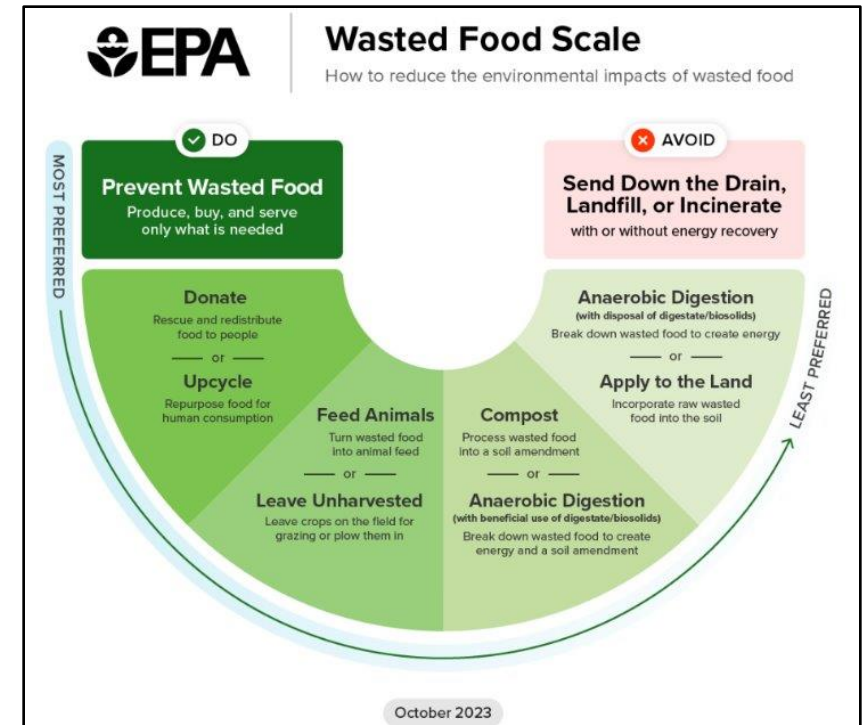 EPA
Wasted Food Scale
How to reduce the environmental impacts of wasted food
MOST PREFERRED
DO
Prevent Wasted Food
Produce, buy, and serve
only what is needed
Donate
Rescue and redistribute
food to people
or
Upcycle
Repurpose food for
human consumption
Feed Animals
Turn wasted food
into animal feed
or
Leave Unharvested
Leave crops on the field for
grazing or plow them in
Compost
Process wasted food
into a soil amendment
or
Anaerobic Digestion
(with beneficial use of digestate/biosolids)
Break down wasted food to create
energy and a soil amendment
Anaerobic Digestion
(with disposal of digestate/biosolids)
Break down wasted food to create energy
or
Apply to the Land
Incorporate raw wasted
food into the soil
AVOID
Send Down the Drain,
Landfill, or Incinerate
with or without energy recovery
LEAST PREFERRED
October 2023